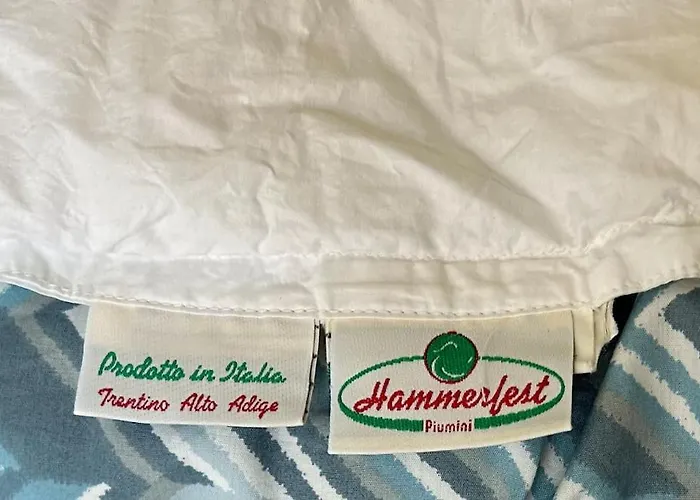 Prodotto in Italia
Trentino Alto Adige
Hammerfest
Piumini